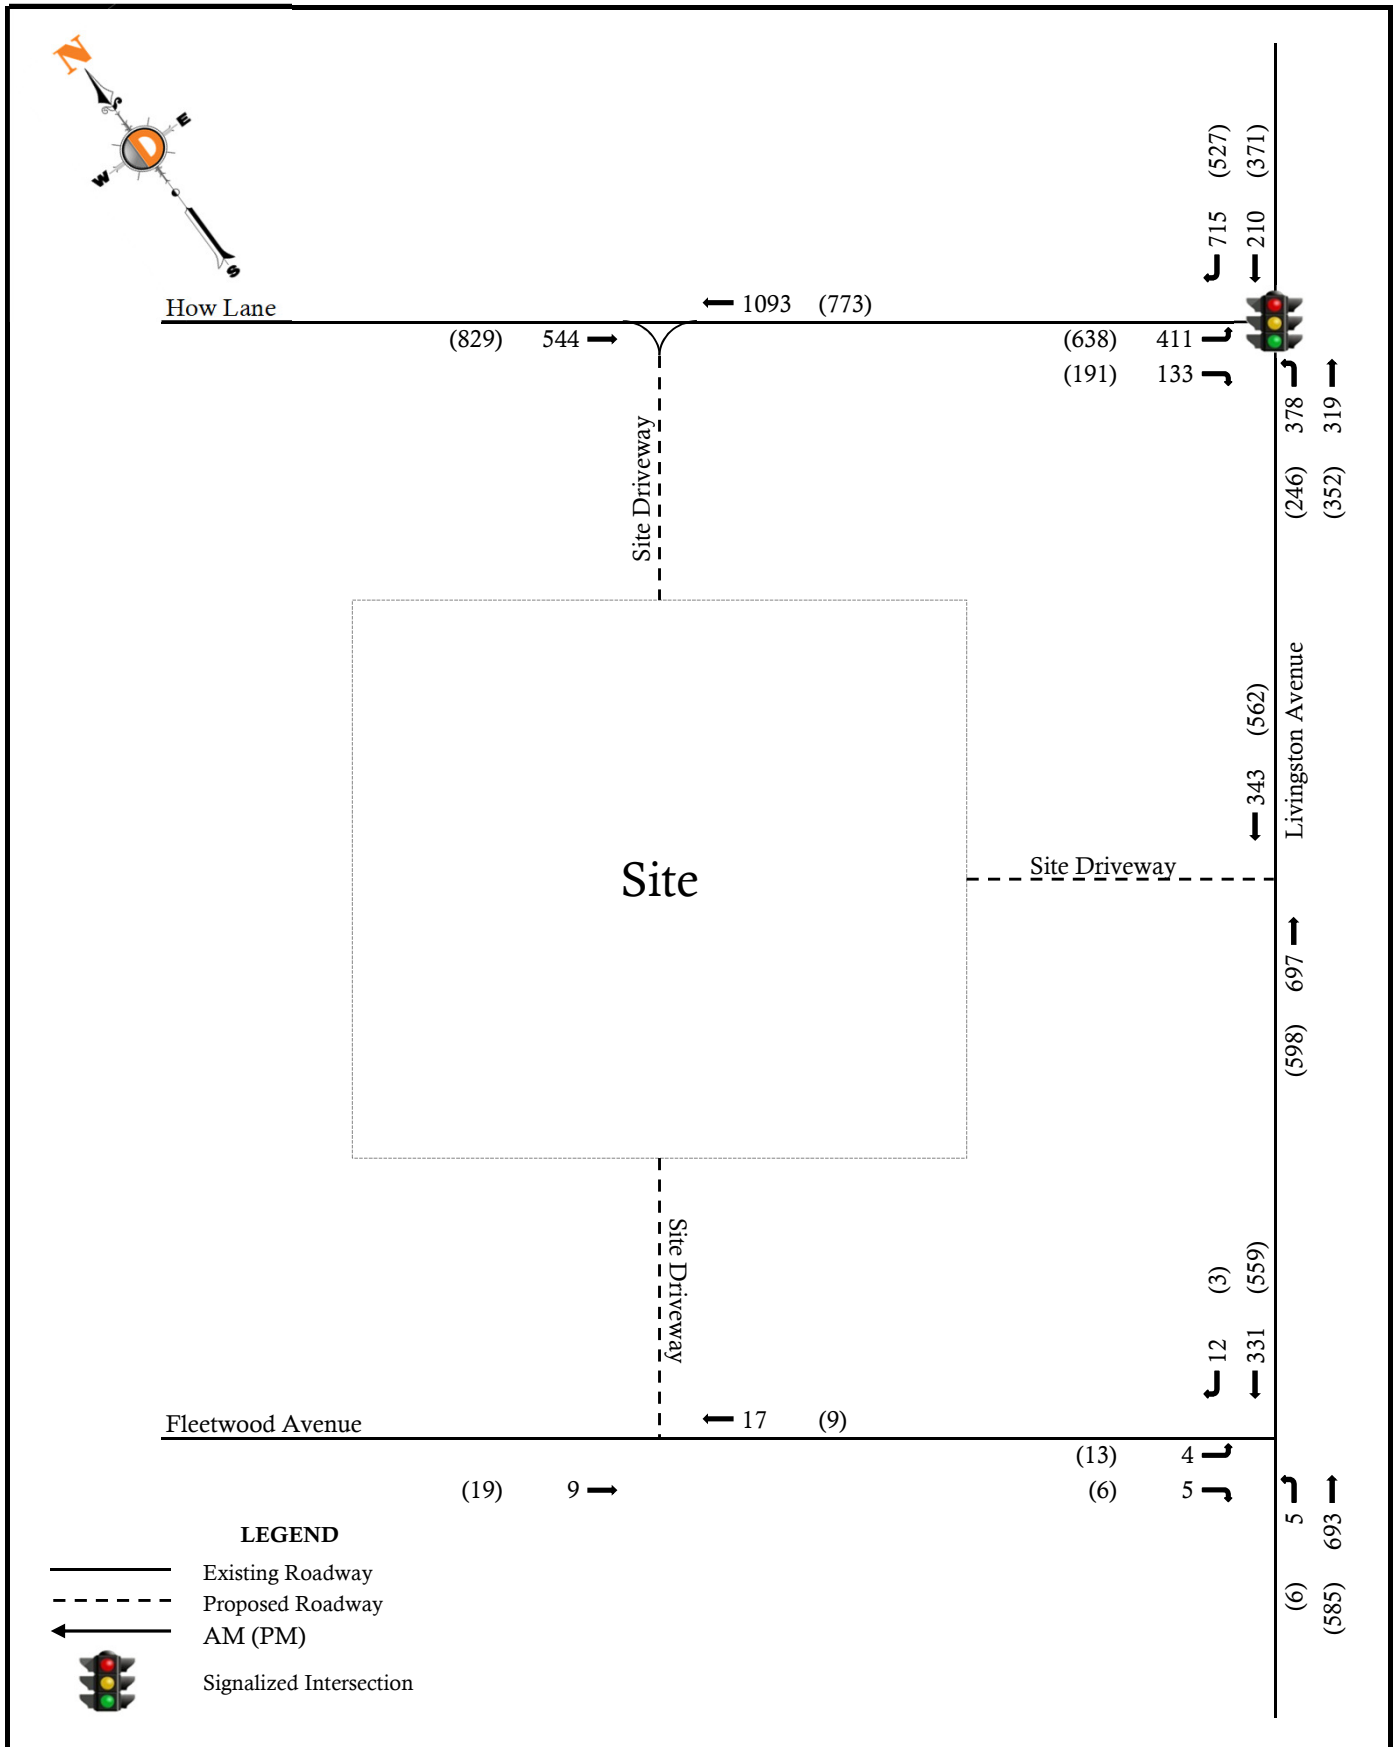 N
E
W
S
D
(527)
(371)
715
210
How Lane
1093 (773)
(829) 544
(638) 411
(191) 133
378
319
(246)
(352)
Site Driveway
(562)
343
Livingston Avenue
Site
Site Driveway
697
(598)
Site Driveway
(3)
(559)
12
331
Fleetwood Avenue
17 (9)
(13) 4
(19) 9
(6) 5
5
693
(6)
(585)
LEGEND
Existing Roadway
Proposed Roadway
AM (PM)
Signalized Intersection